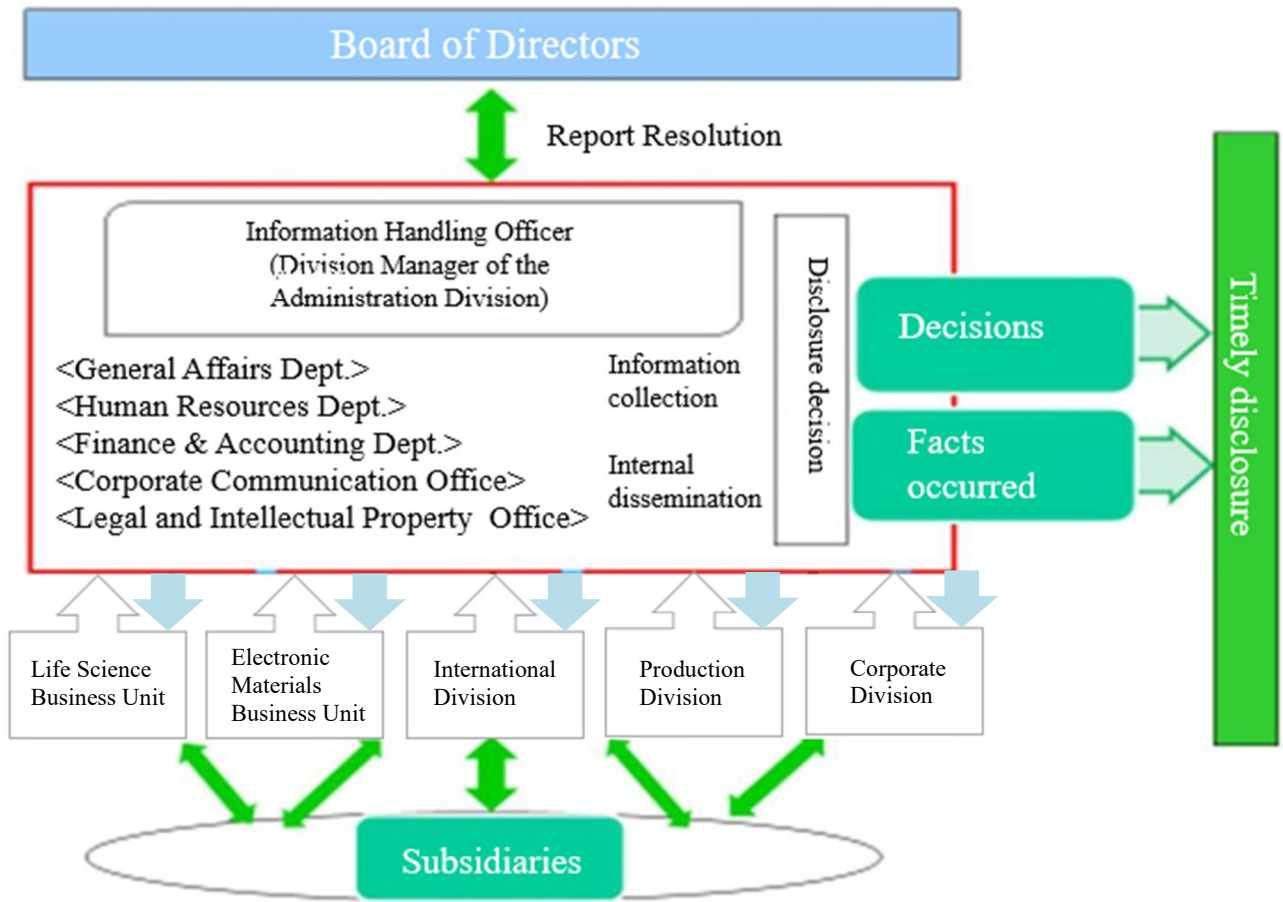 Board of Directors
Report Resolution
Information Handling Officer
(Division Manager of the
Administration Division)
<General Affairs Dept.>
<Human Resources Dept.>
<Finance & Accounting Dept.>
<Corporate Communication Office>
<Legal and Intellectual Property Office>
Information
collection
Internal
dissemination
Disclosure decision
Decisions
Facts
occurred
Timely disclosure
Life Science
Business Unit
Electronic
Materials
Business Unit
International
Division
Production
Division
Corporate
Division
Subsidiaries